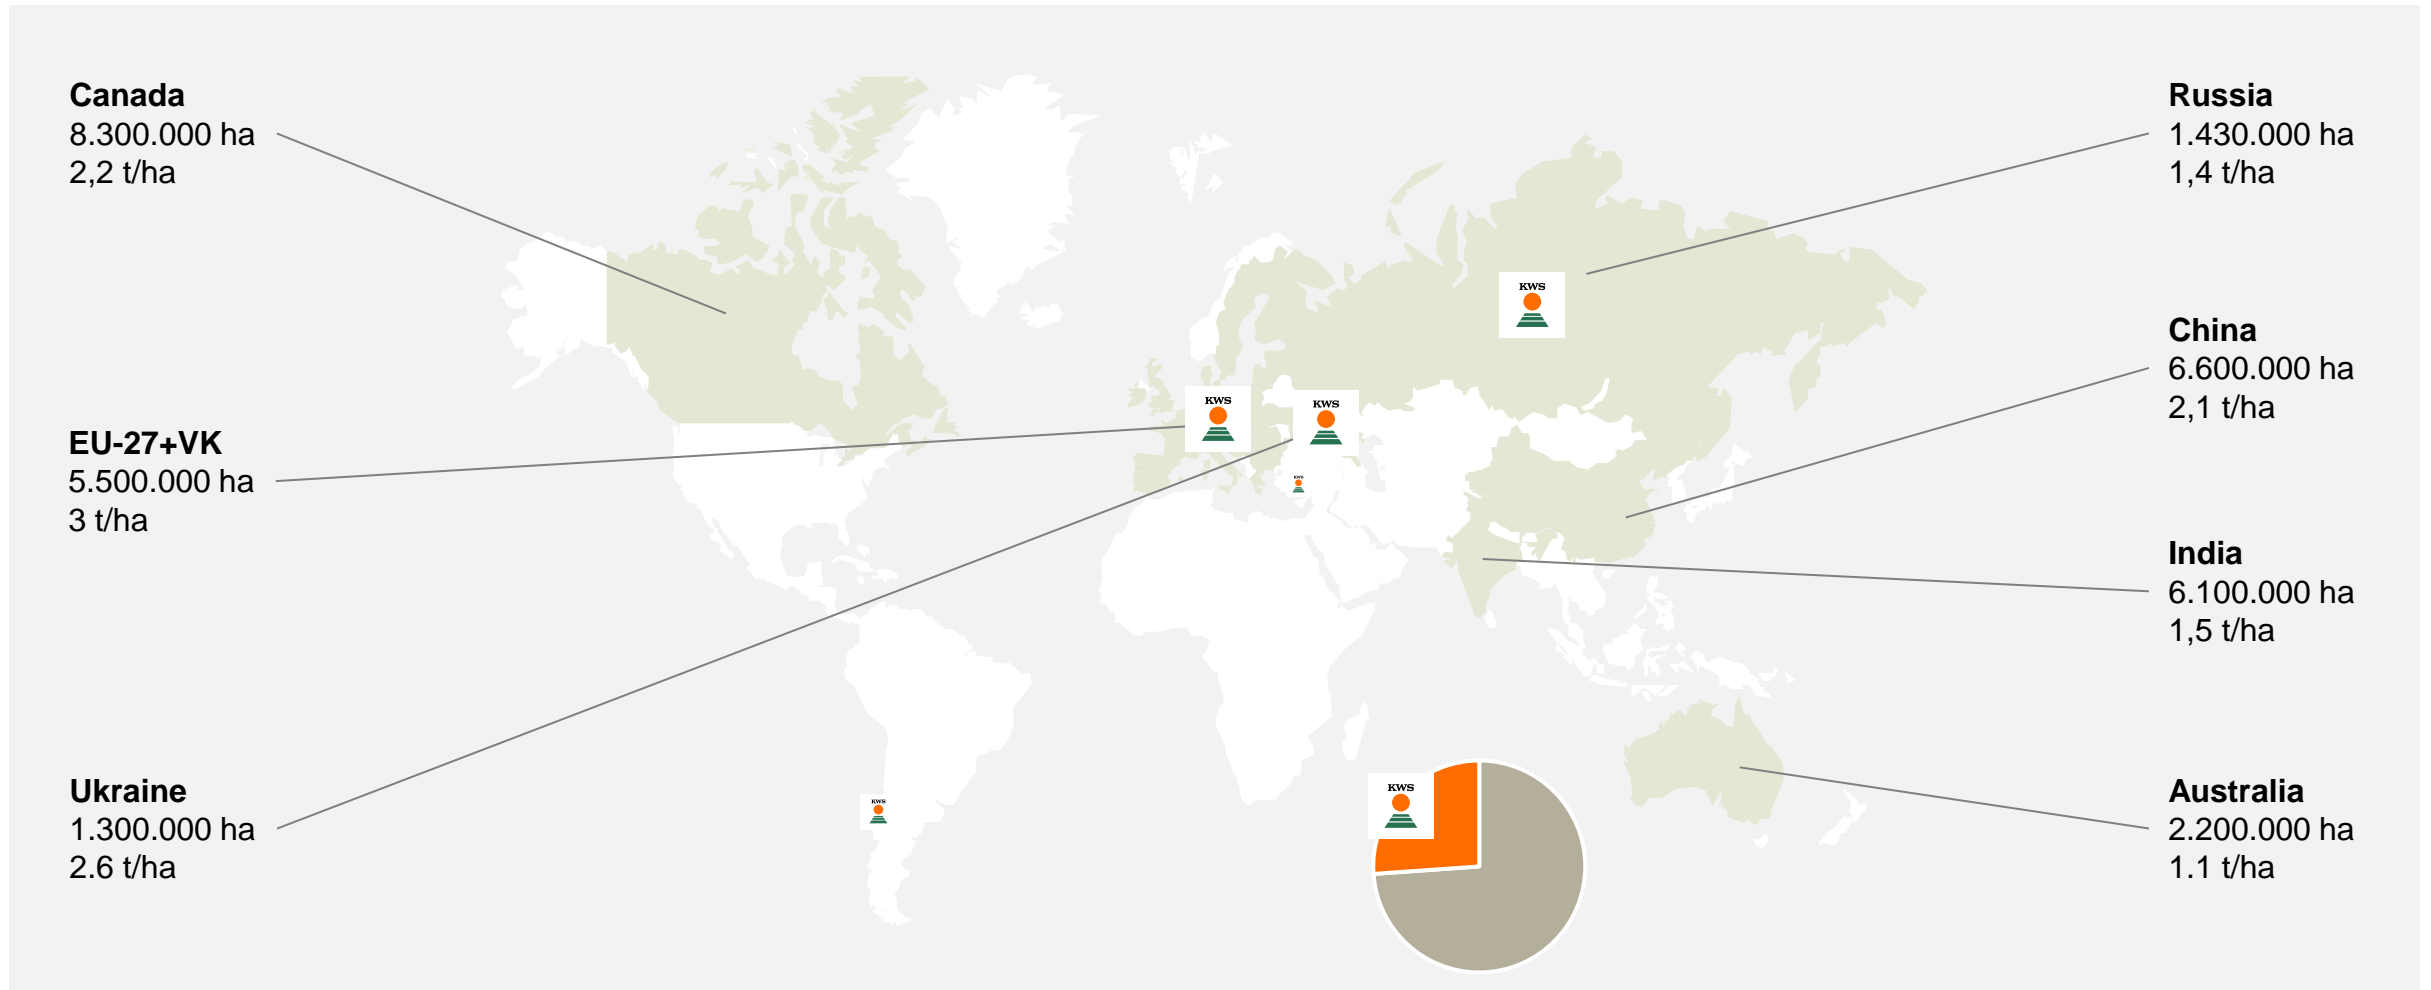 Canada
8.300.000 ha
2,2 t/ha
EU-27+VK
5.500.000 ha
3 t/ha
Ukraine
1.300.000 ha
2.6 t/ha
Russia
1.430.000 ha
1,4 t/ha
China
6.600.000 ha
2,1 t/ha
India
6.100.000 ha
1,5 t/ha
Australia
2.200.000 ha
1.1 t/ha
KWS
KWS
KWS
KWS
KWS
KWS